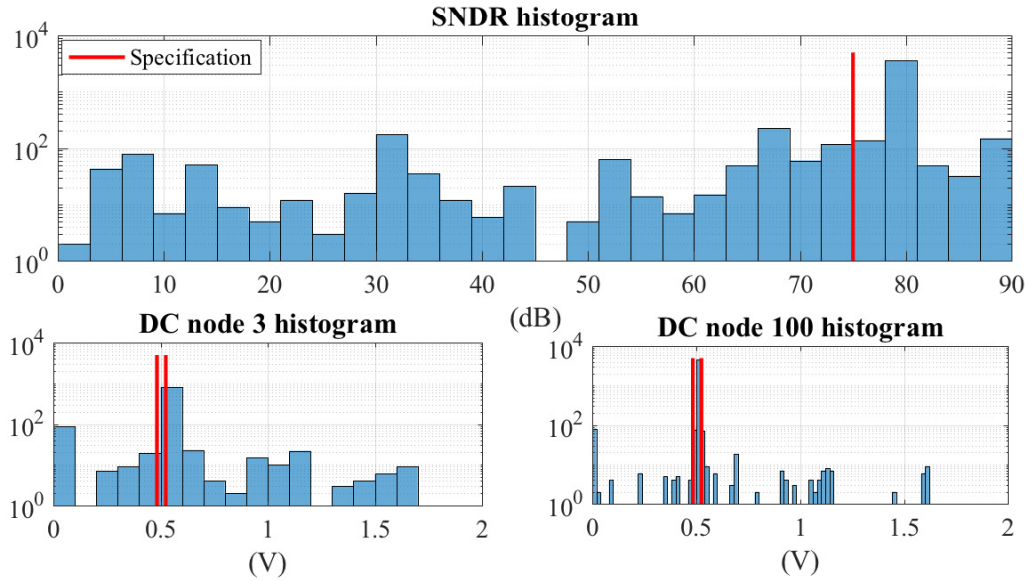 SNDR histogram
10^4
Specification
10^2
10^0
0 10 20 30 40 50 60 70 80 90
(dB)
DC node 3 histogram
10^4
10^2
10^0
0 0.5 1 1.5 2
(V)
DC node 100 histogram
10^4
10^2
10^0
0 0.5 1 1.5 2
(V)